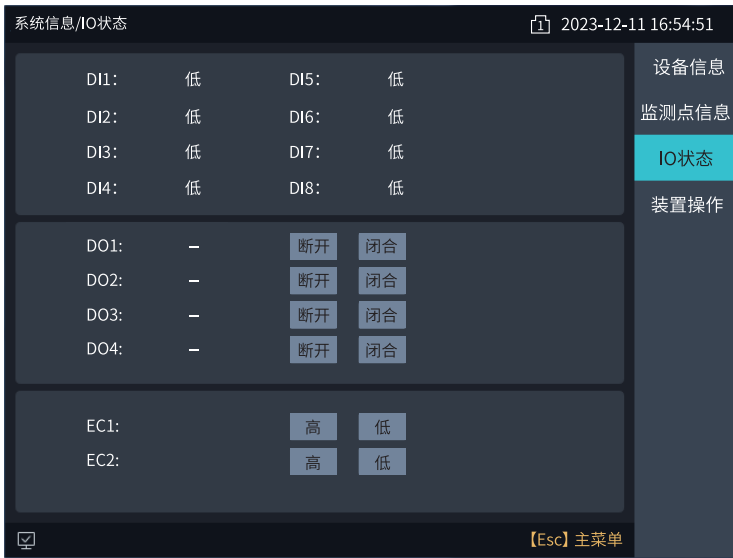 系统信息/IO状态
1 2023-12-11 16:54:51
DI1: 低 DI5: 低
DI2: 低 DI6: 低
DI3: 低 DI7: 低
DI4: 低 DI8: 低
DO1: – 断开 闭合
DO2: – 断开 闭合
DO3: – 断开 闭合
DO4: – 断开 闭合
EC1: 高 低
EC2: 高 低
设备信息
监测点信息
IO状态
装置操作
【Esc】主菜单